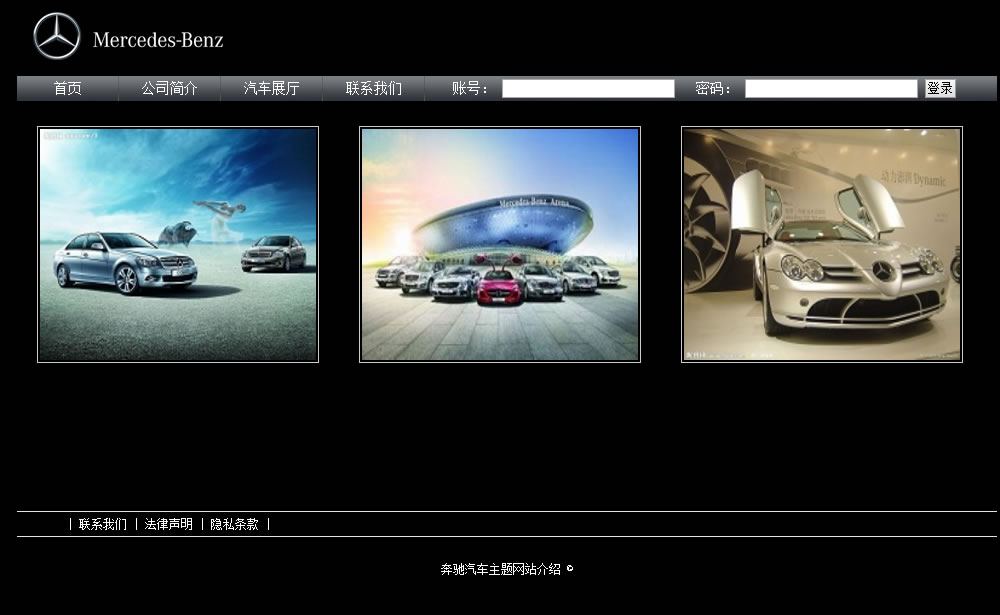 Mercedes-Benz
首页 公司简介 汽车展厅 联系我们 账号： 密码： 登录
Mercedes-Benz Arena
动力澎湃 Dynamic
| 联系我们 | 法律声明 | 隐私条款 |
奔驰汽车主题网站介绍 ©